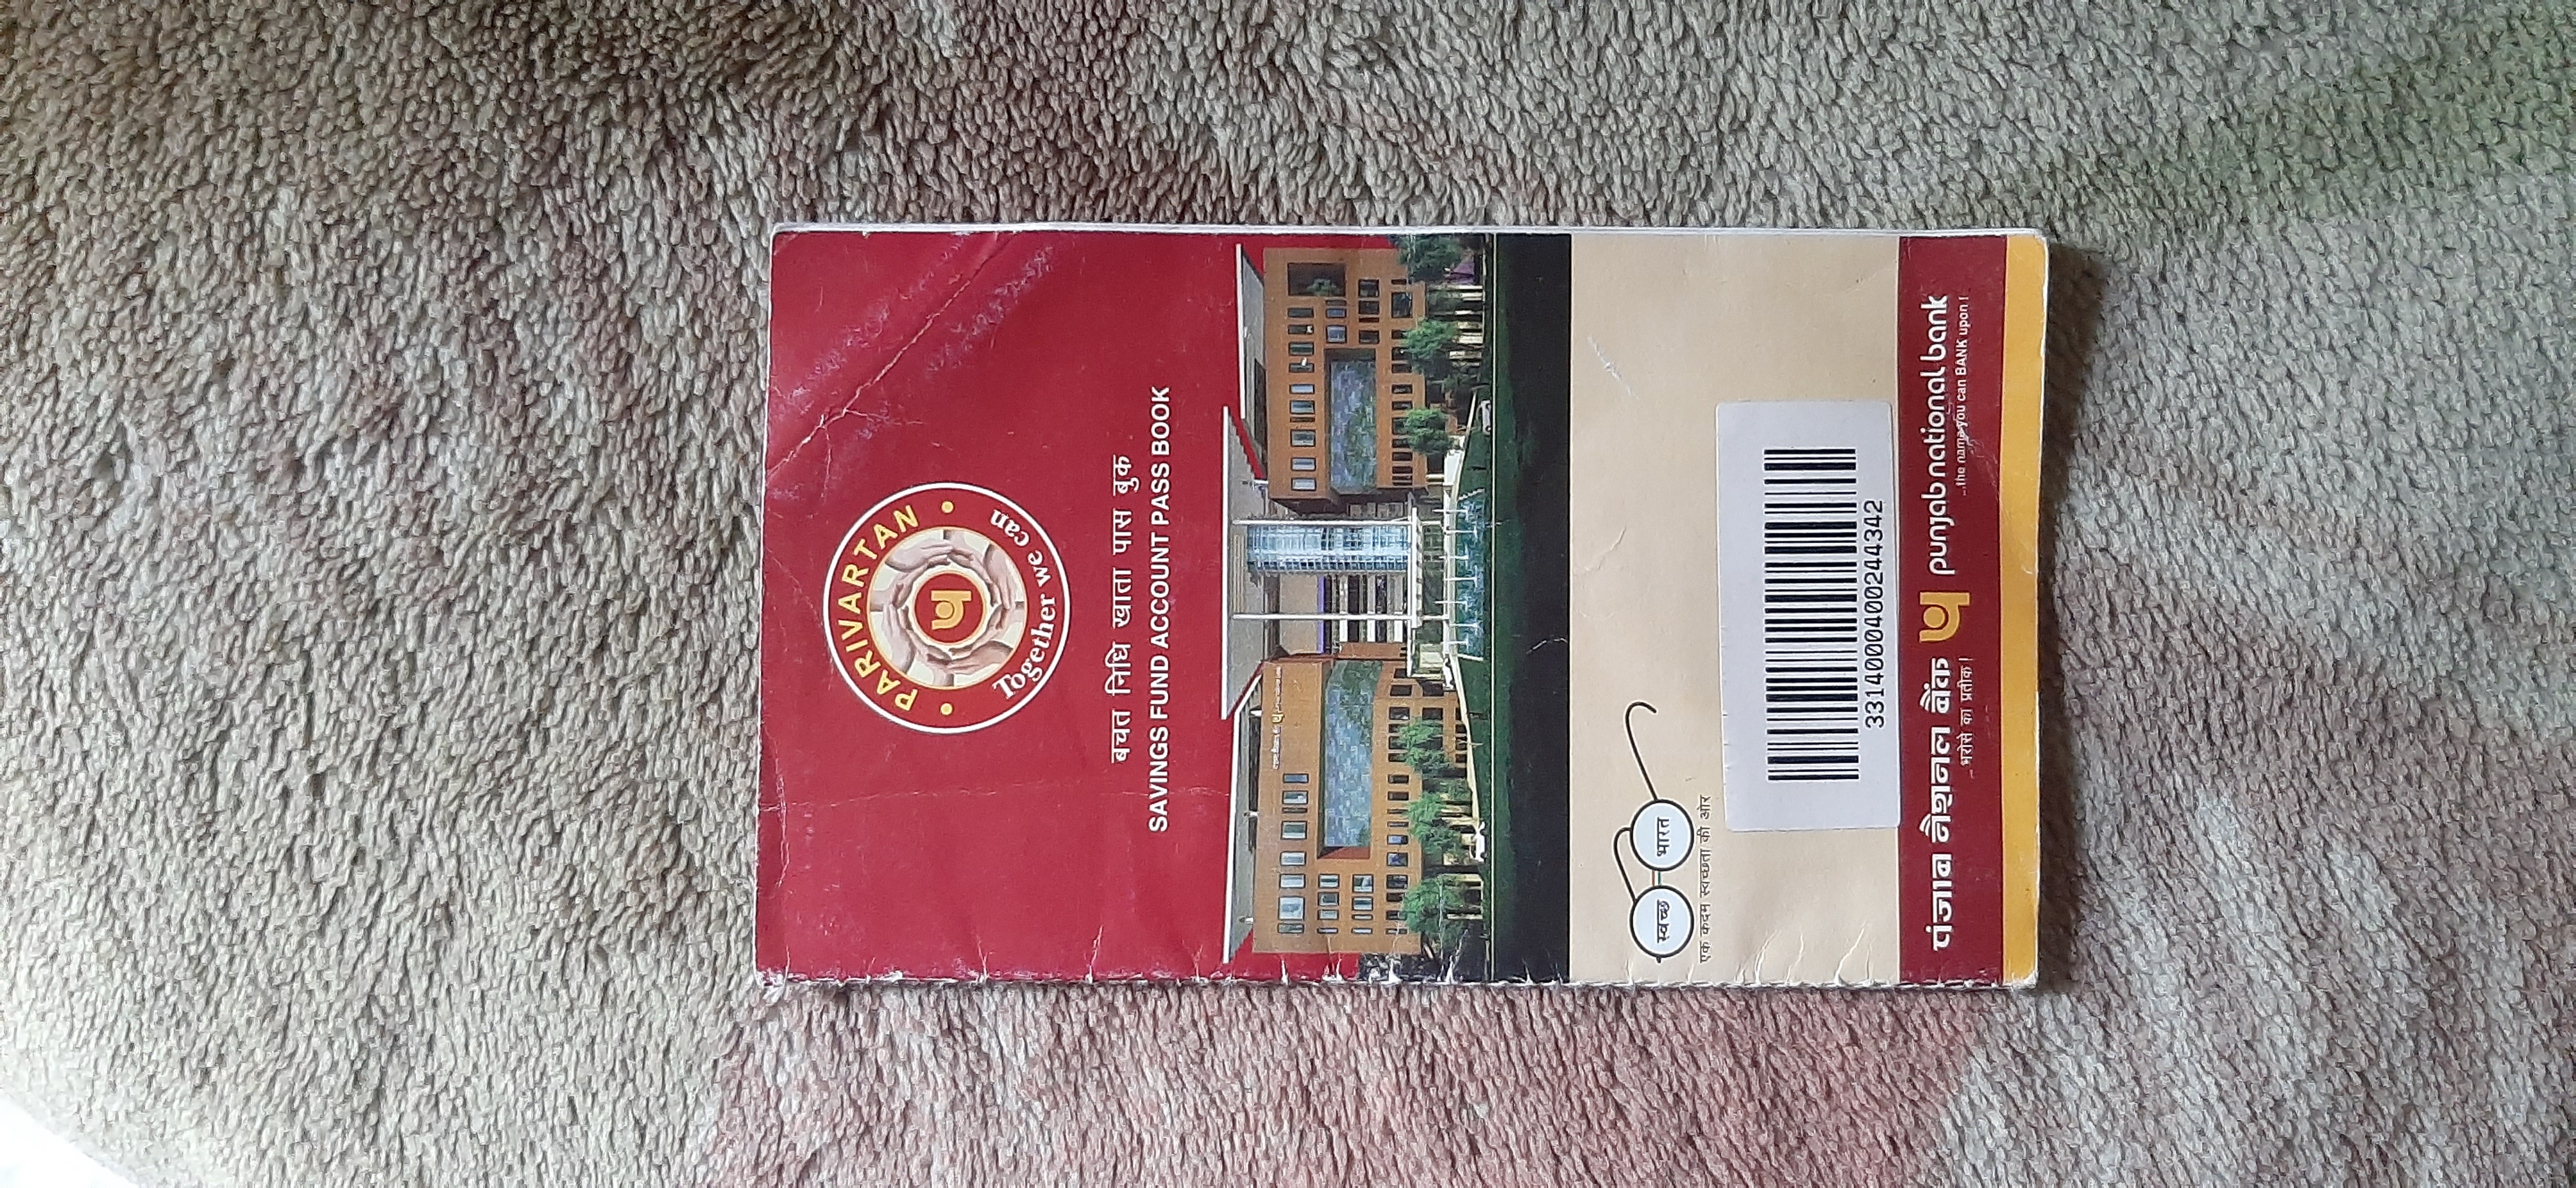 PARIVARTAN
Together we can
बचत निधि खाता पास बुक
SAVINGS FUND ACCOUNT PASS BOOK
स्वच्छ भारत
एक कदम स्वच्छता की ओर
3314000400244342
पंजाब नैशनल बैंक punjab national bank
भरोसे का प्रतीक ! ...the name you can BANK upon !